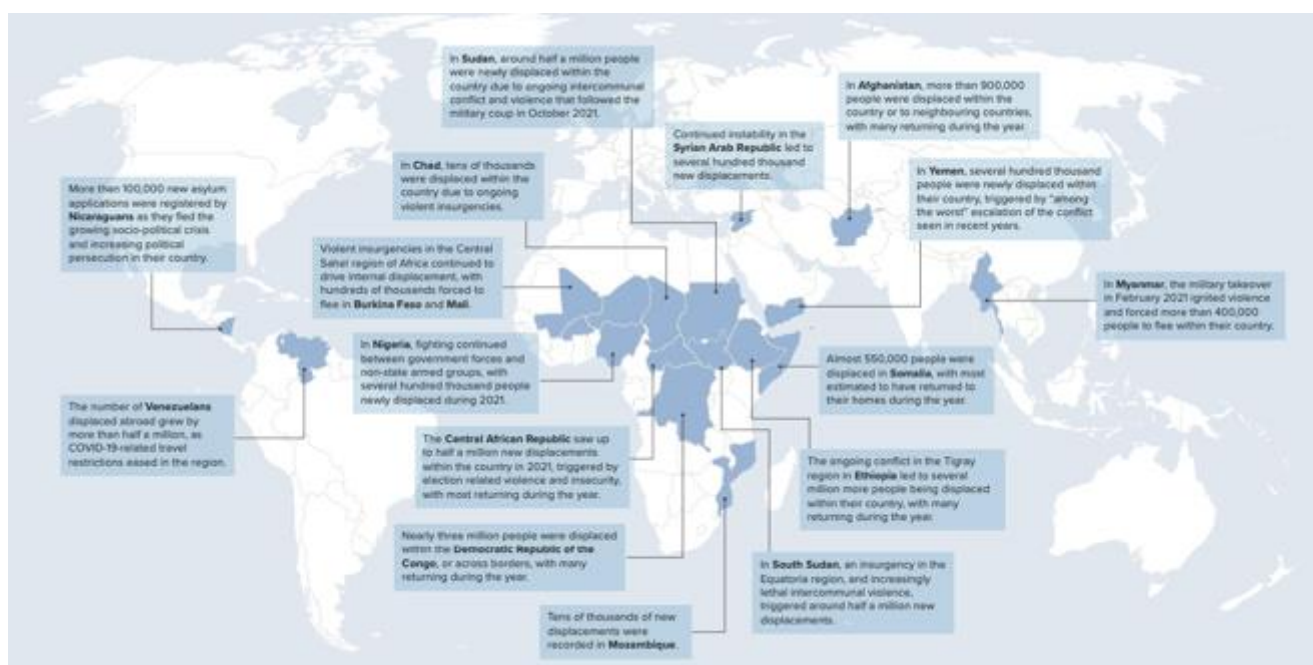 In Sudan, around half a million people
were newly displaced within the
country due to ongoing intercommunal
conflict and violence that followed the
military coup in October 2021.
In Afghanistan, more than 900,000
people were displaced within the
country or to neighbouring countries,
with many returning during the year.
Continued instability in the
Syrian Arab Republic led to
several hundred thousand
new displacements.
In Chad, tens of thousands
were displaced within the
country due to ongoing
violent insurgencies.
In Yemen, several hundred thousand
people were newly displaced within
their country, triggered by "among
the worst" escalation of the conflict
seen in recent years.
More than 100,000 new asylum
applications were registered by
Nicaraguans as they fled the
growing socio-political crisis
and increasing political
persecution in their country.
Violent insurgencies in the Central
Sahel region of Africa continued to
drive internal displacement, with
hundreds of thousands forced to
flee in Burkina Faso and Mali.
In Myanmar, the military takeover
in February 2021 ignited violence
and forced more than 400,000
people to flee within their country.
In Nigeria, fighting continued
between government forces and
non-state armed groups, with
several hundred thousand people
newly displaced during 2021.
Almost 550,000 people were
displaced in Somalia, with most
estimated to have returned to
their homes during the year.
The number of Venezuelans
displaced abroad grew by
more than half a million, as
COVID-19-related travel
restrictions eased in the region.
The Central African Republic saw up
to half a million new displacements
within the country in 2021, triggered by
election related violence and insecurity,
with most returning during the year.
The ongoing conflict in the Tigray
region in Ethiopia led to several
million more people being displaced
within their country, with many
returning during the year.
Nearly three million people were displaced
within the Democratic Republic of the
Congo, or across borders, with many
returning during the year.
In South Sudan, an insurgency in the
Equatoria region, and increasingly
lethal intercommunal violence,
triggered around half a million new
displacements.
Tens of thousands of new
displacements were
recorded in Mozambique.